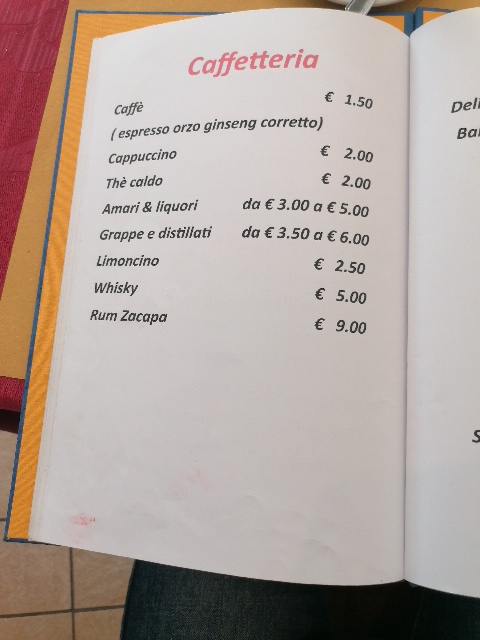 Caffetteria
Caffè € 1.50
( espresso orzo ginseng corretto)
Cappuccino € 2.00
Thè caldo € 2.00
Amari & liquori da € 3.00 a € 5.00
Grappe e distillati da € 3.50 a € 6.00
Limoncino € 2.50
Whisky € 5.00
Rum Zacapa € 9.00